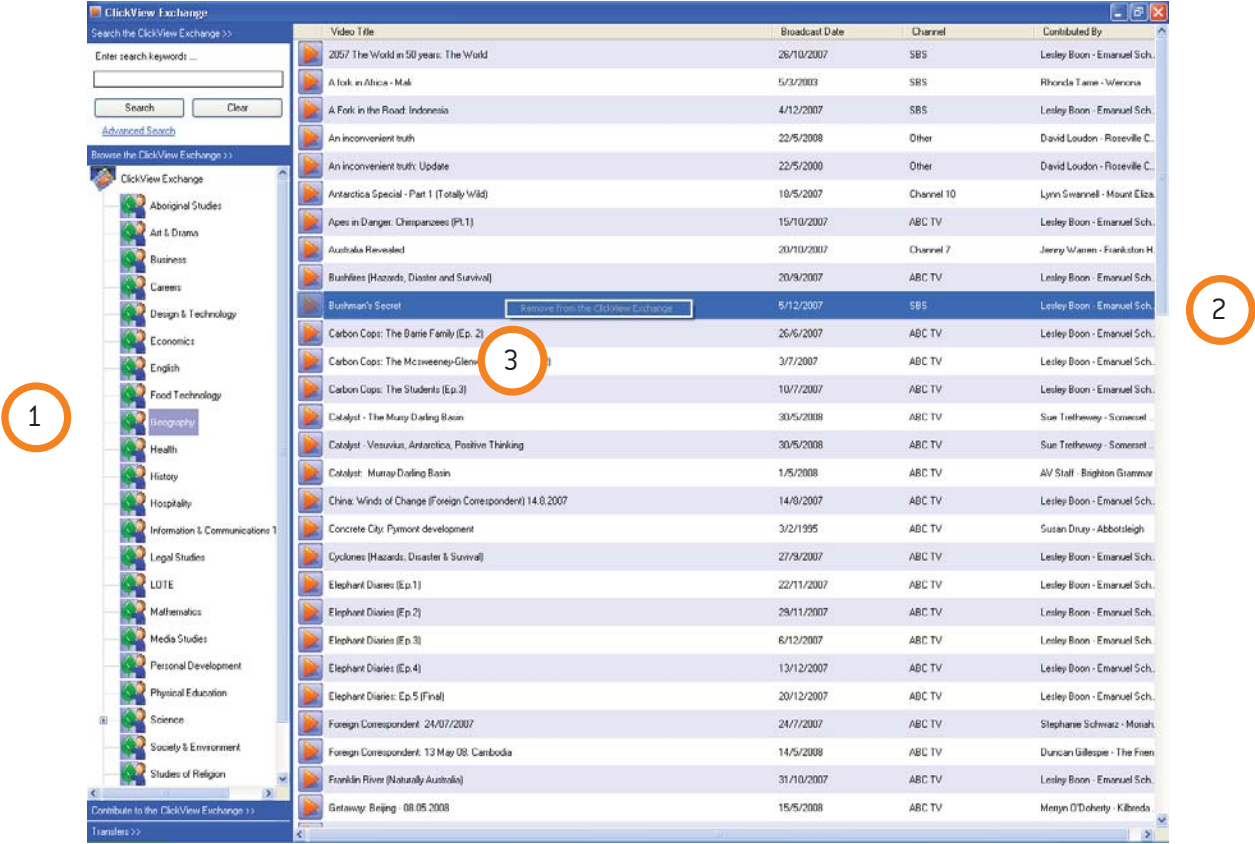 ClickView Exchange
Search the ClickView Exchange >>
Enter search keywords ...
Search Clear
Advanced Search
Browse the ClickView Exchange >>
ClickView Exchange
Aboriginal Studies
Art & Drama
Business
Careers
Design & Technology
Economics
English
Food Technology
Geography
Health
History
Hospitality
Information & Communications T
Legal Studies
LOTE
Mathematics
Media Studies
Personal Development
Physical Education
Science
Society & Environment
Studies of Religion
Contribute to the ClickView Exchange >>
Transfers >>
1
Video Title Broadcast Date Channel Contributed By
2057 The World in 50 years: The World 26/10/2007 SBS Lesley Boon - Emanuel Sch..
A fork in Africa - Mali 5/3/2003 SBS Rhonda Tame - Wenona
A Fork in the Road: Indonesia 4/12/2007 SBS Lesley Boon - Emanuel Sch..
An inconvenient truth 22/5/2008 Other David Loudon - Roseville C..
An inconvenient truth: Update 22/5/2008 Other David Loudon - Roseville C..
Antarctica Special - Part 1 (Totally Wild) 18/5/2007 Channel 10 Lynn Swannell - Mount Eliza.
Apes in Danger: Chimpanzees (Pt.1) 15/10/2007 ABC TV Lesley Boon - Emanuel Sch..
Australia Revealed 20/10/2007 Channel 7 Jenny Warren - Frankston H.
Bushfires (Hazards, Diaster and Survival) 20/9/2007 ABC TV Lesley Boon - Emanuel Sch..
Bushman's Secret 5/12/2007 SBS Lesley Boon - Emanuel Sch..
Remove from the ClickView Exchange
Carbon Cops: The Barrie Family (Ep. 2) 26/6/2007 ABC TV Lesley Boon - Emanuel Sch..
Carbon Cops: The Mcsweeney-Glenw 3/7/2007 ABC TV Lesley Boon - Emanuel Sch..
Carbon Cops: The Students (Ep.3) 10/7/2007 ABC TV Lesley Boon - Emanuel Sch..
Catalyst - The Murry Darling Basin 30/5/2008 ABC TV Sue Trethewey - Somerset ..
Catalyst - Vesuvius, Antarctica, Positive Thinking 30/5/2008 ABC TV Sue Trethewey - Somerset ..
Catalyst: Murray-Darling Basin 1/5/2008 ABC TV AV Staff - Brighton Grammar
China: Winds of Change (Foreign Correspondent) 14.8.2007 14/8/2007 ABC TV Lesley Boon - Emanuel Sch..
Concrete City: Pyrmont development 3/2/1995 ABC TV Susan Drury - Abbotsleigh
Cyclones (Hazards, Disaster & Suvival) 27/9/2007 ABC TV Lesley Boon - Emanuel Sch..
Elephant Diaries (Ep.1) 22/11/2007 ABC TV Lesley Boon - Emanuel Sch..
Elephant Diaries (Ep.2) 29/11/2007 ABC TV Lesley Boon - Emanuel Sch..
Elephant Diaries (Ep.3) 6/12/2007 ABC TV Lesley Boon - Emanuel Sch..
Elephant Diaries (Ep.4) 13/12/2007 ABC TV Lesley Boon - Emanuel Sch..
Elephant Diaries: Ep.5 (Final) 20/12/2007 ABC TV Lesley Boon - Emanuel Sch..
Foreign Correspondent 24/07/2007 24/7/2007 ABC TV Stephanie Schwarz - Moriah.
Foreign Correspondent: 13 May 08: Cambodia 14/5/2008 ABC TV Duncan Gillespie - The Frien
Franklin River (Naturally Australia) 31/10/2007 ABC TV Lesley Boon - Emanuel Sch..
Getaway: Beijing - 08.05.2008 15/5/2008 ABC TV Merryn O'Doherty - Kilbreda
3
2